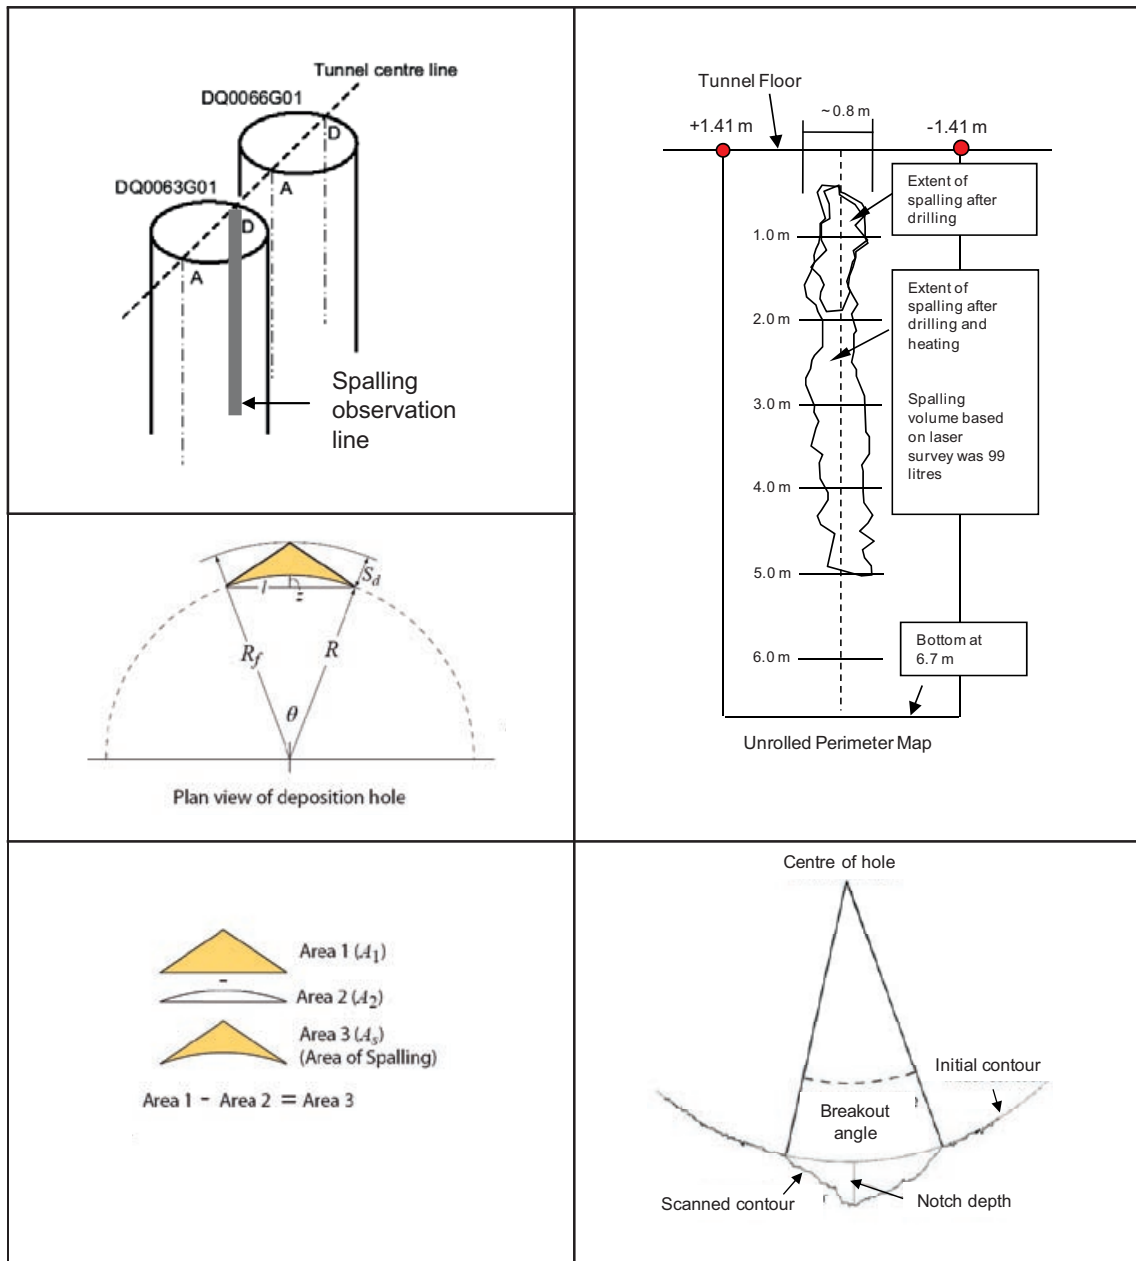 Tunnel centre line
DQ0066G01
D
A
DQ0063G01
D
A
Spalling
observation
line
Tunnel Floor
~0.8 m
+1.41 m
-1.41 m
Extent of
spalling after
drilling
1.0 m
Extent of
spalling after
drilling and
heating
2.0 m
3.0 m
Spalling
volume based
on laser
survey was 99
litres
4.0 m
5.0 m
Bottom at
6.7 m
6.0 m
Unrolled Perimeter Map
S_d
l
z
R_f
R
θ
Plan view of deposition hole
Area 1 (A_1)
-
Area 2 (A_2)
Area 3 (A_s)
(Area of Spalling)
Area 1 - Area 2 = Area 3
Centre of hole
Initial contour
Breakout
angle
Scanned contour
Notch depth